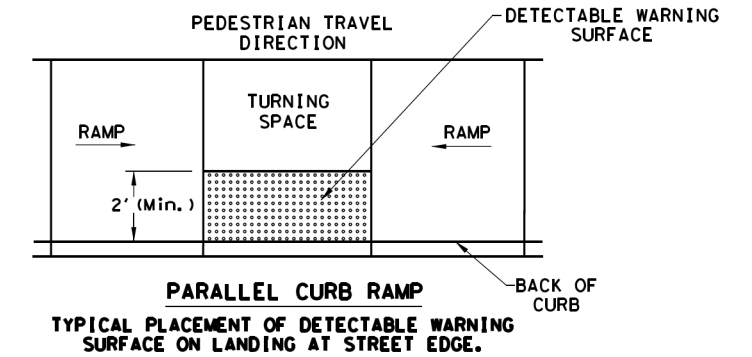 PEDESTRIAN TRAVEL
DIRECTION
DETECTABLE WARNING
SURFACE
TURNING
SPACE
RAMP
RAMP
2' (Min.)
BACK OF
CURB
PARALLEL CURB RAMP
TYPICAL PLACEMENT OF DETECTABLE WARNING
SURFACE ON LANDING AT STREET EDGE.